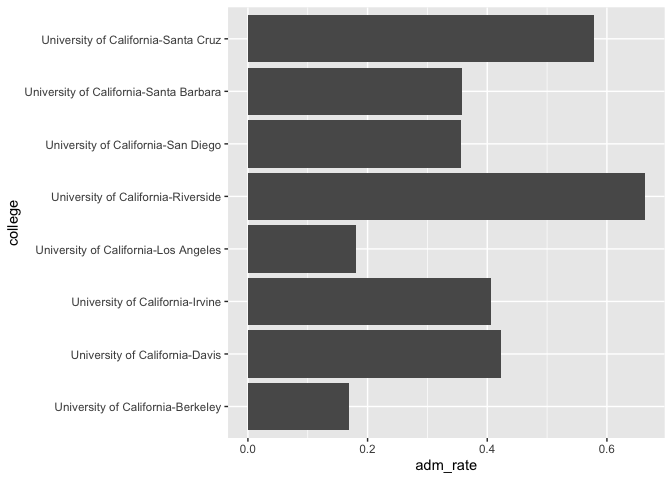 University of California-Santa Cruz
University of California-Santa Barbara
University of California-San Diego
University of California-Riverside
University of California-Los Angeles
University of California-Irvine
University of California-Davis
University of California-Berkeley
college
0.0 0.2 0.4 0.6
adm_rate